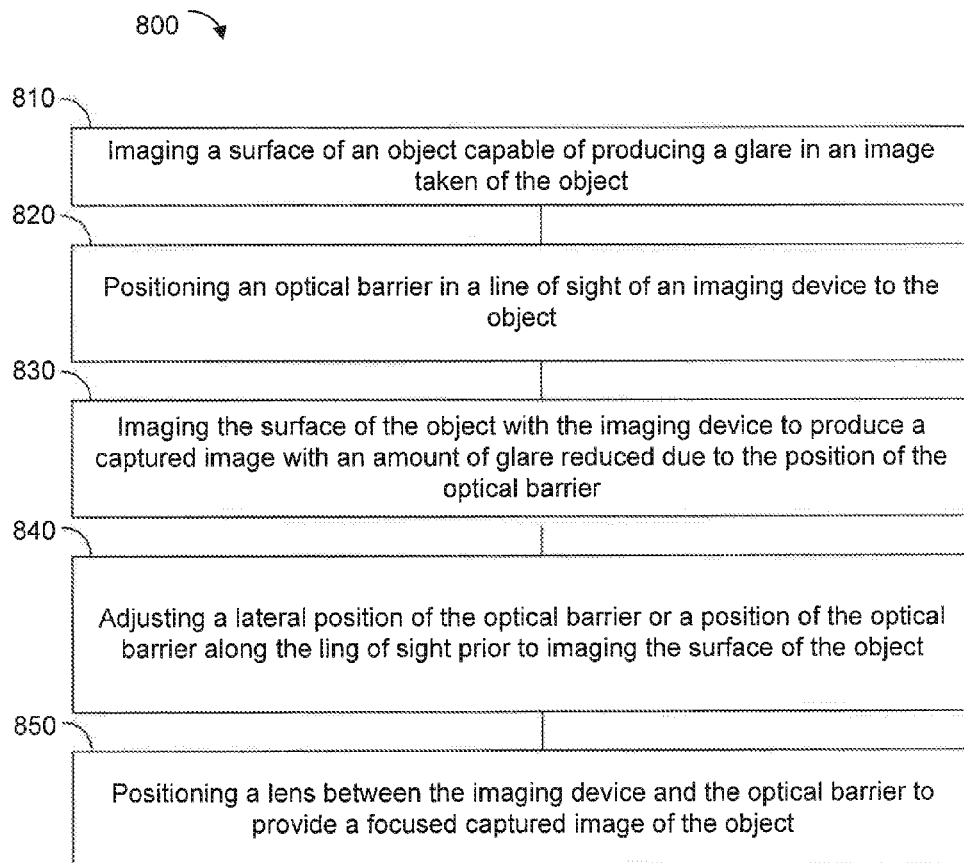 800
810
Imaging a surface of an object capable of producing a glare in an image
taken of the object
820
Positioning an optical barrier in a line of sight of an imaging device to the
object
830
Imaging the surface of the object with the imaging device to produce a
captured image with an amount of glare reduced due to the position of the
optical barrier
840
Adjusting a lateral position of the optical barrier or a position of the optical
barrier along the ling of sight prior to imaging the surface of the object
850
Positioning a lens between the imaging device and the optical barrier to
provide a focused captured image of the object